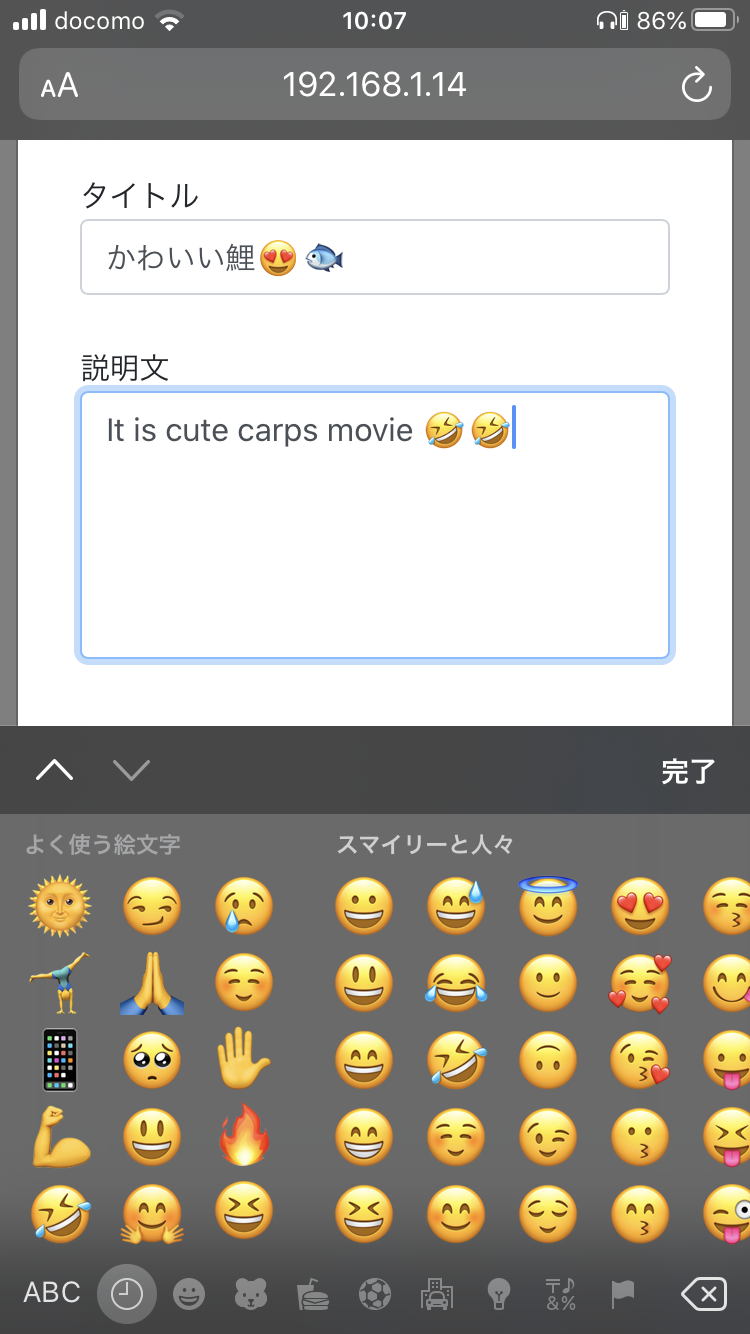 docomo 10:07 86%
AA 192.168.1.14
タイトル
かわいい鯉😍🐟
説明文
It is cute carps movie 🤣🤣
完了
よく使う絵文字 スマイリーと人々
ABC 〒♪&%